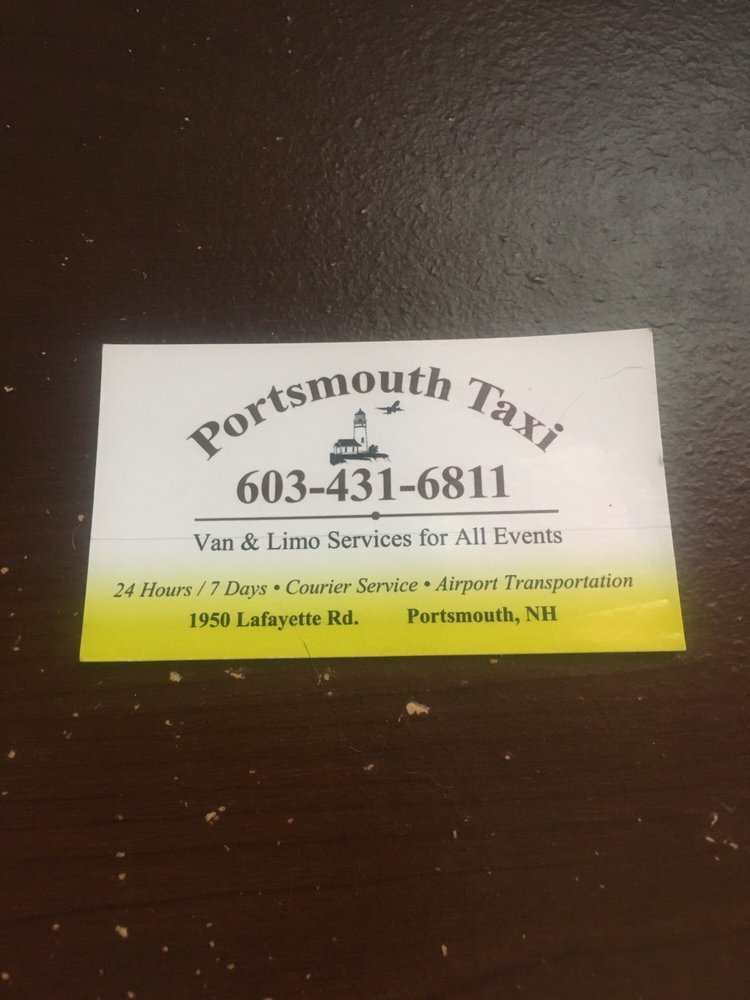 Portsmouth Taxi
603-431-6811
Van & Limo Services for All Events
24 Hours / 7 Days • Courier Service • Airport Transportation
1950 Lafayette Rd. Portsmouth, NH